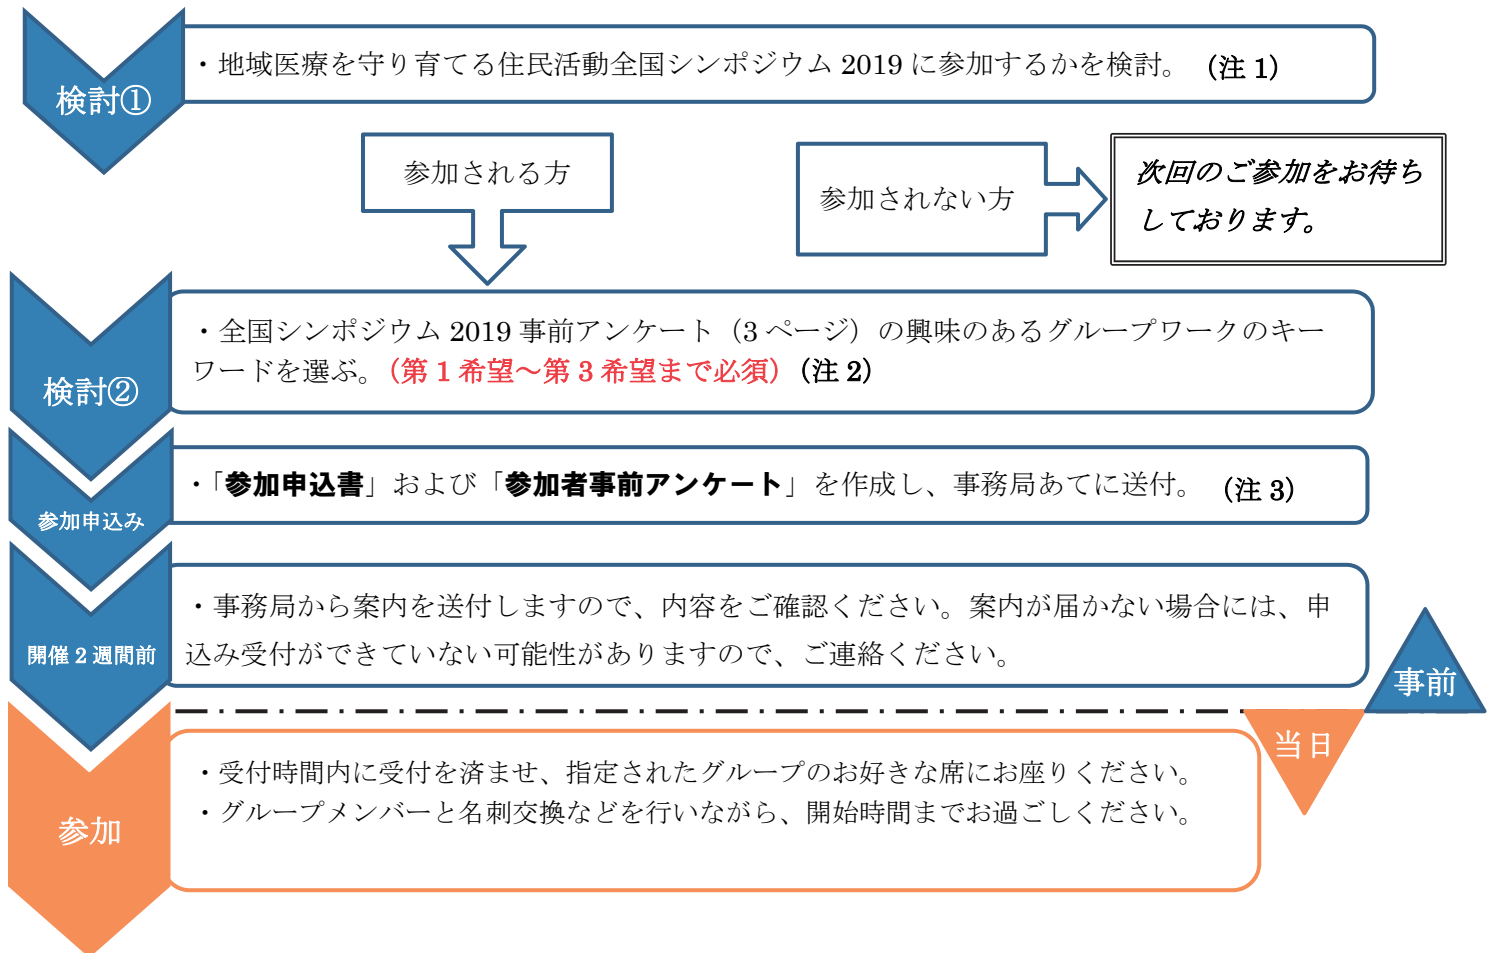 検討①
・地域医療を守り育てる住民活動全国シンポジウム 2019 に参加するかを検討。（注 1）
参加される方
参加されない方
次回のご参加をお待ち
しております。
検討②
・全国シンポジウム 2019 事前アンケート（3 ページ）の興味のあるグループワークのキー
ワードを選ぶ。（第 1 希望～第 3 希望まで必須）（注 2）
参加申込み
・「参加申込書」および「参加者事前アンケート」を作成し、事務局あてに送付。（注 3）
開催 2 週間前
・事務局から案内を送付しますので、内容をご確認ください。案内が届かない場合には、申
込み受付ができていない可能性がありますので、ご連絡ください。
事前
当日
参加
・受付時間内に受付を済ませ、指定されたグループのお好きな席にお座りください。
・グループメンバーと名刺交換などを行いながら、開始時間までお過ごしください。